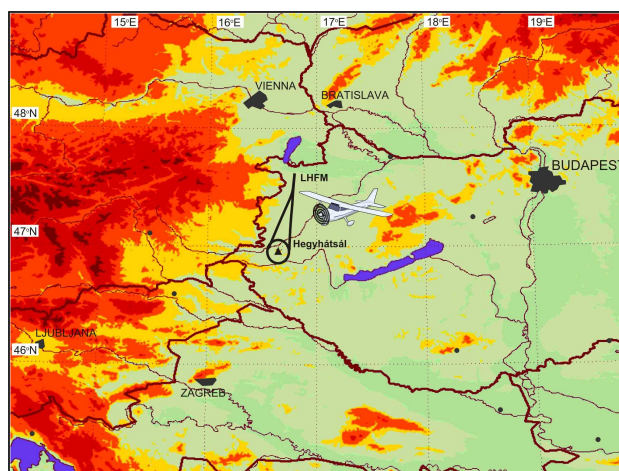 15°E
16°E
17°E
18°E
19°E
VIENNA
BRATISLAVA
48°N
BUDAPEST
LHFM
47°N
Hegyhátsál
LJUBLJANA
46°N
ZAGREB